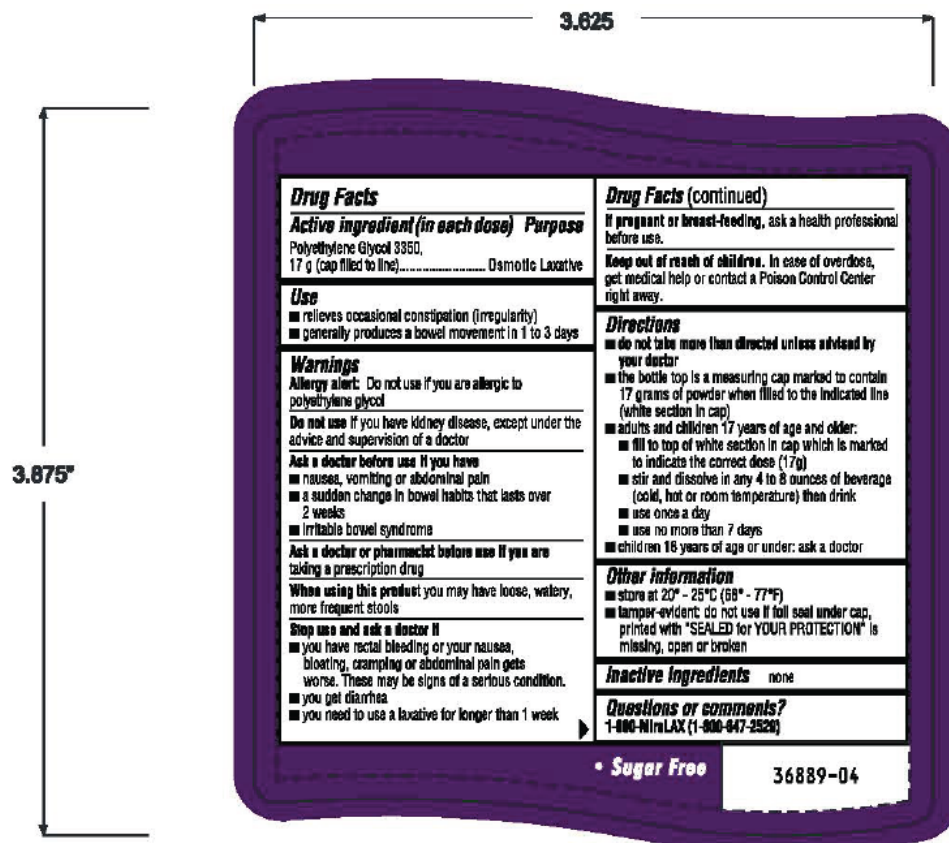 3.625
3.875"
Drug Facts
Active ingredient (in each dose) Purpose
Polyethylene Glycol 3350,
17 g (cap filled to line)............................ Osmotic Laxative
Use
■ relieves occasional constipation (irregularity)
■ generally produces a bowel movement in 1 to 3 days
Warnings
Allergy alert: Do not use if you are allergic to
polyethylene glycol
Do not use if you have kidney disease, except under the
advice and supervision of a doctor
Ask a doctor before use if you have
■ nausea, vomiting or abdominal pain
■ a sudden change in bowel habits that lasts over
2 weeks
■ irritable bowel syndrome
Ask a doctor or pharmacist before use if you are
taking a prescription drug
When using this product you may have loose, watery,
more frequent stools
Stop use and ask a doctor if
■ you have rectal bleeding or your nausea,
bloating, cramping or abdominal pain gets
worse. These may be signs of a serious condition.
■ you get diarrhea
■ you need to use a laxative for longer than 1 week
Drug Facts (continued)
If pregnant or breast-feeding, ask a health professional
before use.
Keep out of reach of children. In case of overdose,
get medical help or contact a Poison Control Center
right away.
Directions
■ do not take more than directed unless advised by
your doctor
■ the bottle top is a measuring cap marked to contain
17 grams of powder when filled to the indicated line
(white section in cap)
■ adults and children 17 years of age and older:
■ fill to top of white section in cap which is marked
to indicate the correct dose (17g)
■ stir and dissolve in any 4 to 8 ounces of beverage
(cold, hot or room temperature) then drink
■ use once a day
■ use no more than 7 days
■ children 16 years of age or under: ask a doctor
Other information
■ store at 20° - 25°C (68° - 77°F)
■ tamper-evident: do not use if foil seal under cap,
printed with "SEALED for YOUR PROTECTION" is
missing, open or broken
Inactive ingredients none
Questions or comments?
1-800-MiraLAX (1-800-647-2529)
• Sugar Free
36889-04